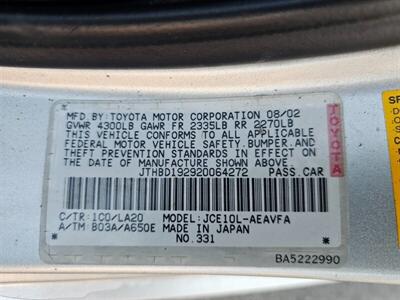 MFD. BY: TOYOTA MOTOR CORPORATION 08/02
GVWR 4300LB GAWR FR 2335LB RR 2270LB
THIS VEHICLE CONFORMS TO ALL APPLICABLE
FEDERAL MOTOR VEHICLE SAFETY, BUMPER, AND
THEFT PREVENTION STANDARDS IN EFFECT ON
THE DATE OF MANUFACTURE SHOWN ABOVE.
JTHBD192920064272 PASS. CAR
TOYOTA
C/TR: 1C0/LA20 MODEL: JCE10L-AEAVFA
A/TM: B03A/A650E MADE IN JAPAN
NO. 331
BA5222990